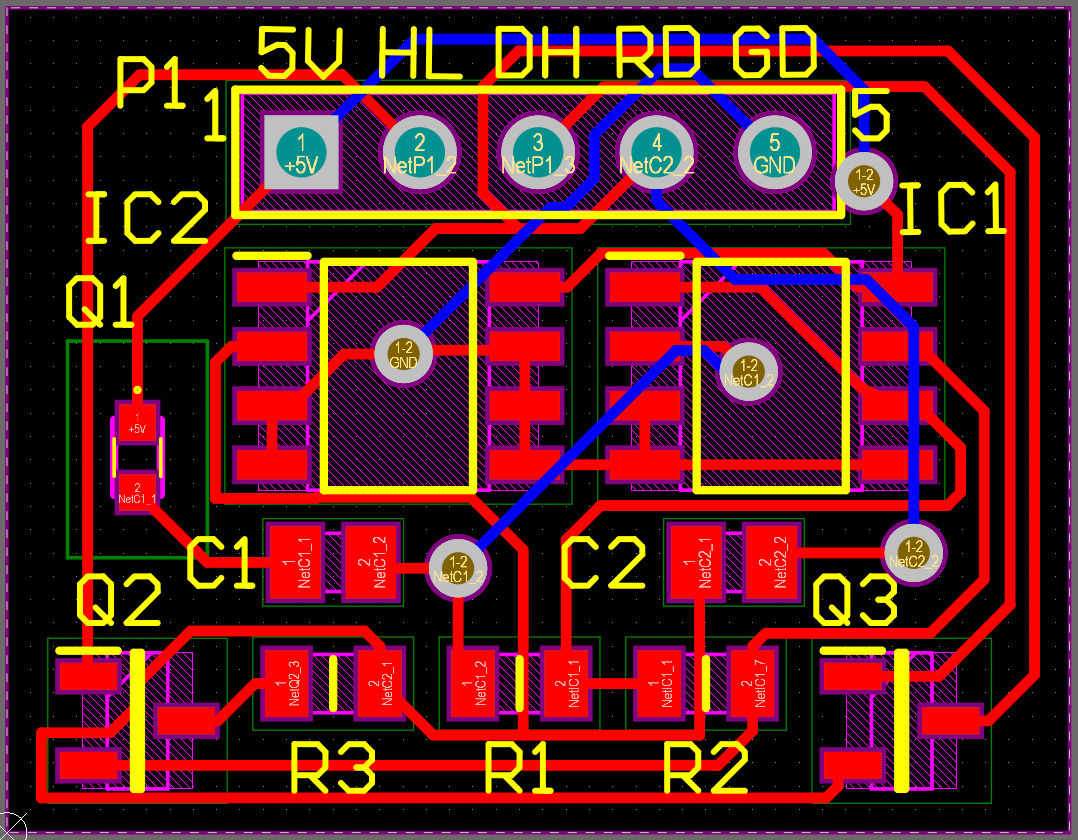 5V HL DH RD GD
P1
1
5
1 +5V
2 NetP1_2
3 NetP1_3
4 NetC2_2
5 GND
1-2 +5V
IC2
IC1
Q1
1-2 GND
1-2 NetC1_2
1 +5V
2 NetC1_1
C1
1 NetC1_1
2 NetC1_2
1-2 NetC1_2
C2
1 NetC2_1
2 NetC2_2
1-2 NetC2_2
Q2
Q3
1 NetQ2_3
2 NetC2_1
1 NetC1_2
2 NetIC1_1
1 NetIC1_1
2 NetIC1_7
R3
R1
R2